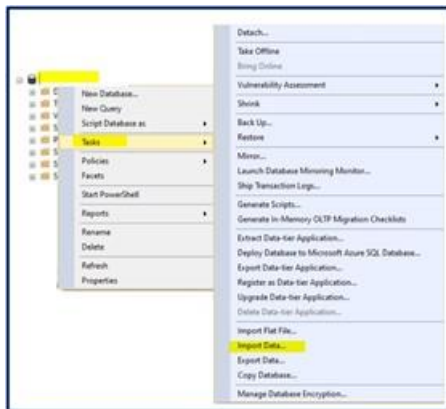 New Database...
New Query
Script Database as
Tasks
Policies
Facets
Start PowerShell
Reports
Rename
Delete
Refresh
Properties
Detach...
Take Offline
Bring Online
Vulnerability Assessment
Shrink
Back Up...
Restore
Mirror...
Launch Database Mirroring Monitor...
Ship Transaction Logs...
Generate Scripts...
Generate In-Memory OLTP Migration Checklists
Extract Data-tier Application...
Deploy Database to Microsoft Azure SQL Database...
Export Data-tier Application...
Register as Data-tier Application...
Upgrade Data-tier Application...
Delete Data-tier Application...
Import Flat File...
Import Data...
Export Data...
Copy Database...
Manage Database Encryption...